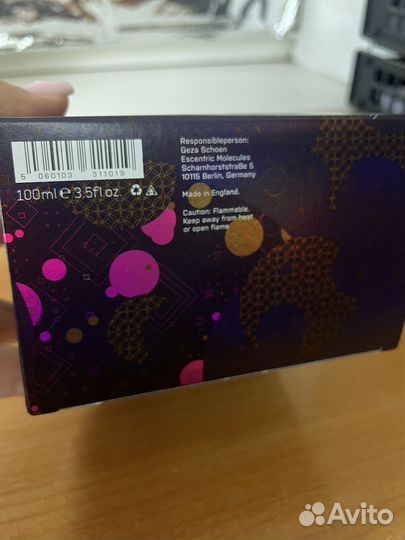 5 060103 311019
100ml e 3.5fl oz.
Responsibleperson:
Geza Schoen
Escentric Molecules
Scharnhorststraße 5
10115 Berlin, Germany
Made in England.
Caution: Flammable.
Keep away from heat
or open flame
Avito